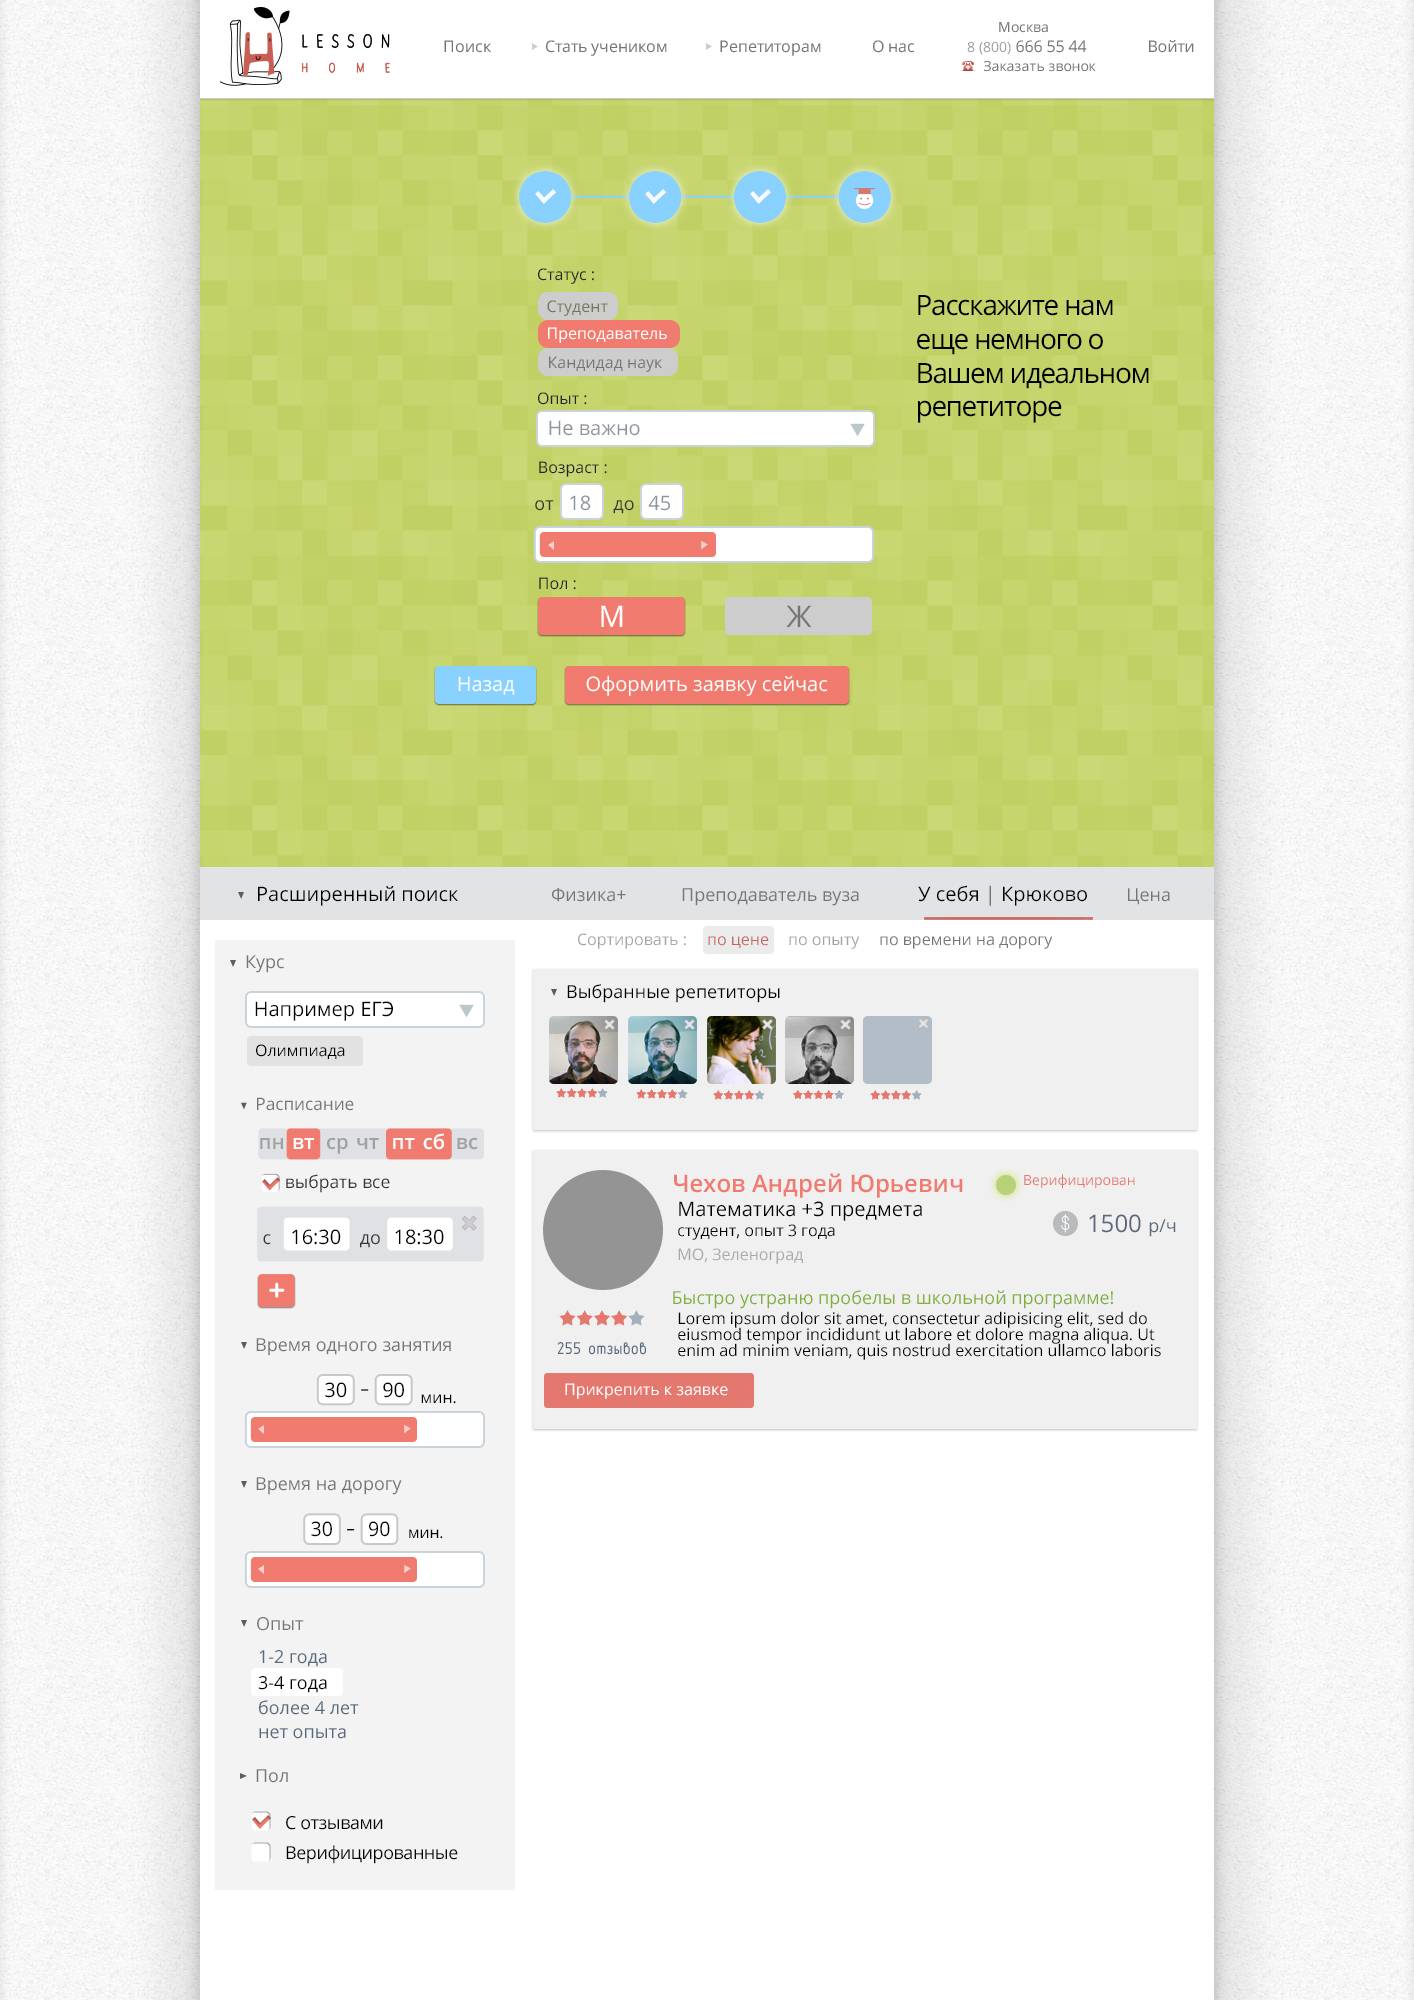 LESSON
HOME
Поиск
Стать учеником
Репетиторам
О нас
Москва
8 (800) 666 55 44
Заказать звонок
Войти
Статус :
Студент
Преподаватель
Кандидад наук
Опыт :
Не важно
Возраст :
от 18 до 45
Пол :
М Ж
Назад
Оформить заявку сейчас
Расскажите нам
еще немного о
Вашем идеальном
репетиторе
Расширенный поиск
Физика+
Преподаватель вуза
У себя | Крюково
Цена
Курс
Например ЕГЭ
Олимпиада
Расписание
пн вт ср чт пт сб вс
выбрать все
с 16:30 до 18:30
+
Время одного занятия
30 – 90 мин.
Время на дорогу
30 – 90 мин.
Опыт
1-2 года
3-4 года
более 4 лет
нет опыта
Пол
С отзывами
Верифицированные
Сортировать : по цене по опыту по времени на дорогу
Выбранные репетиторы
Чехов Андрей Юрьевич
Верифицирован
Математика +3 предмета
студент, опыт 3 года
МО, Зеленоград
$ 1500 р/ч
Быстро устраню пробелы в школьной программе!
Lorem ipsum dolor sit amet, consectetur adipisicing elit, sed do
eiusmod tempor incididunt ut labore et dolore magna aliqua. Ut
enim ad minim veniam, quis nostrud exercitation ullamco laboris
255 отзывов
Прикрепить к заявке